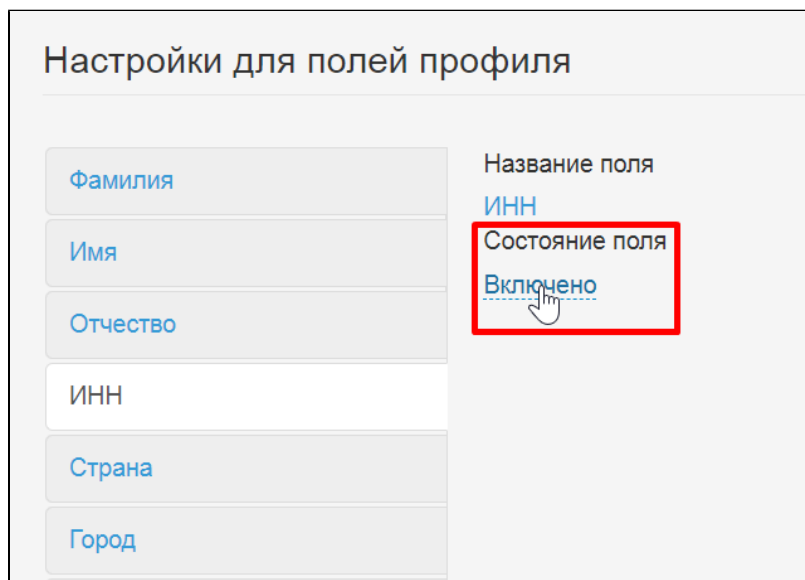 Настройки для полей профиля
Фамилия
Имя
Отчество
ИНН
Страна
Город
Название поля
ИНН
Состояние поля
Включено